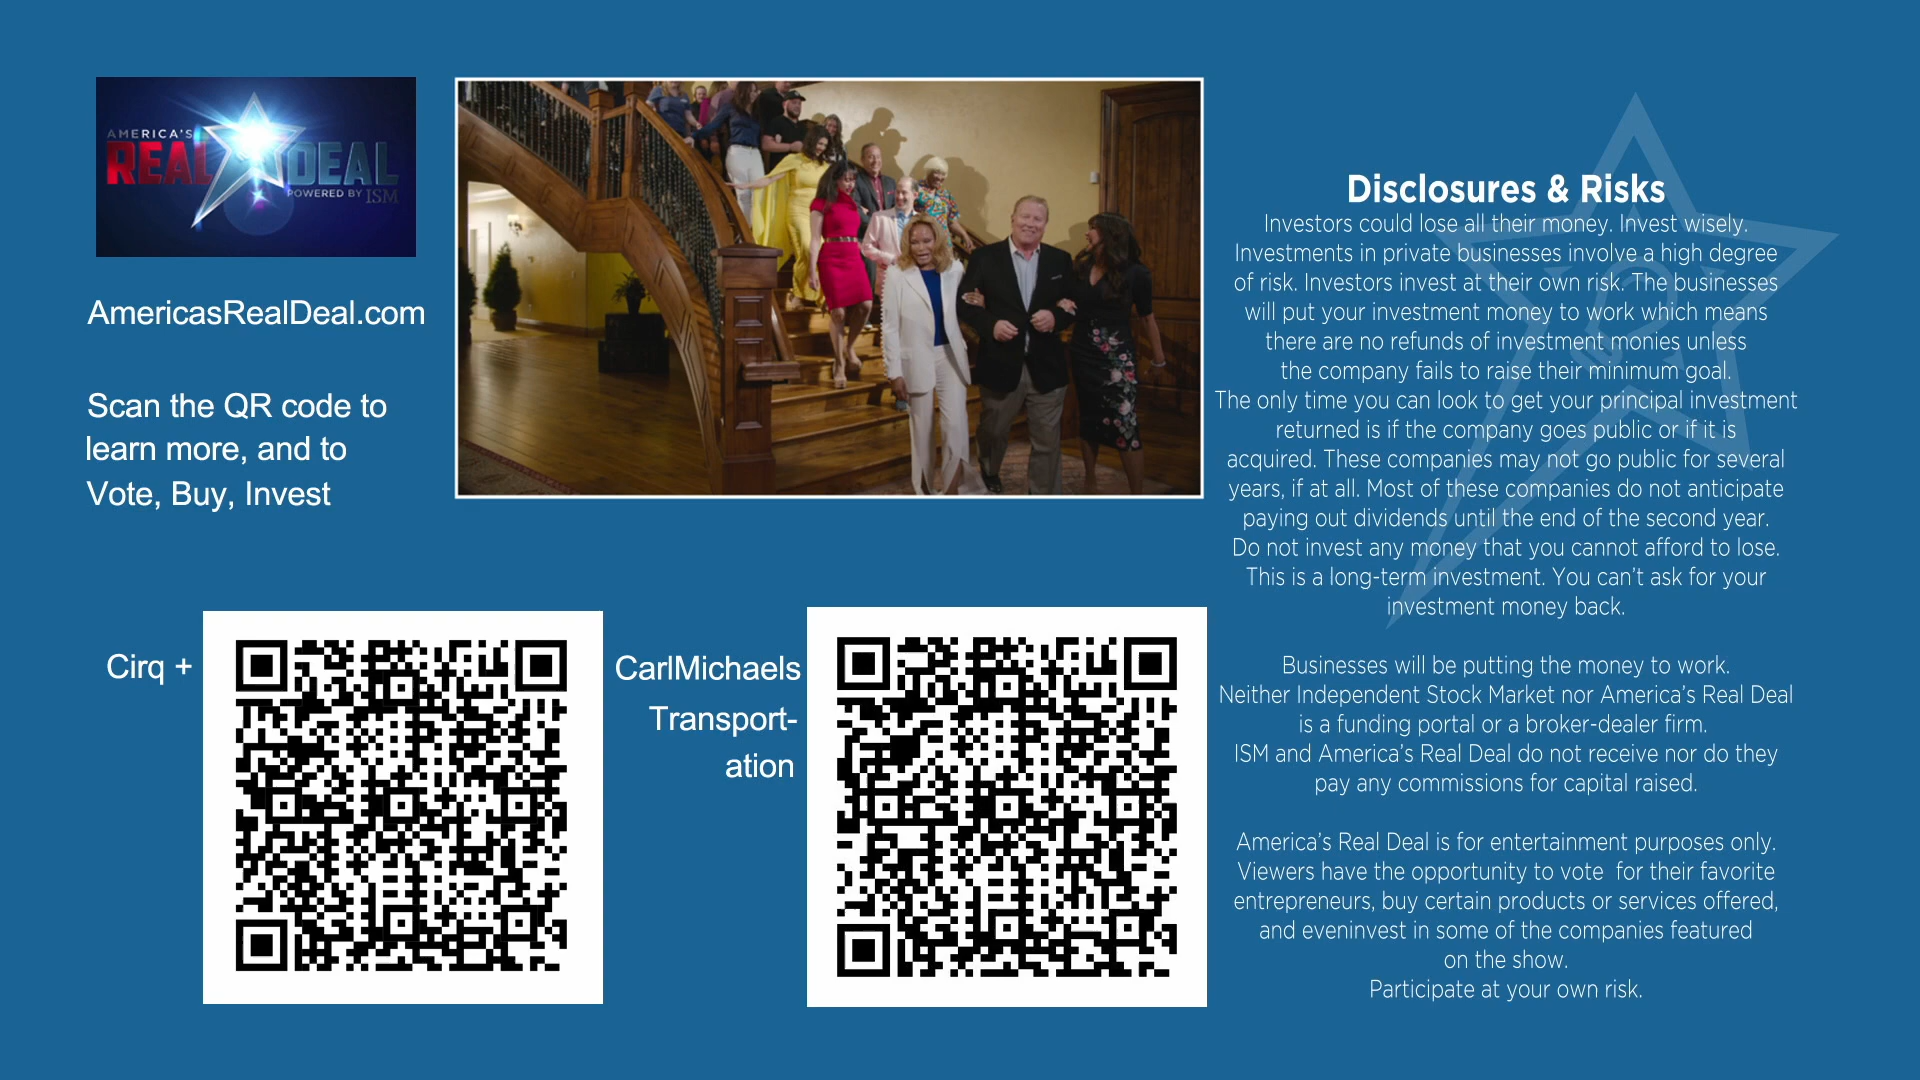 AMERICA'S
REAL DEAL
POWERED BY ISM
AmericasRealDeal.com
Scan the QR code to
learn more, and to
Vote, Buy, Invest
Cirq +
CarlMichaels
Transport-
ation
Disclosures & Risks
Investors could lose all their money. Invest wisely.
Investments in private businesses involve a high degree
of risk. Investors invest at their own risk. The businesses
will put your investment money to work which means
there are no refunds of investment monies unless
the company fails to raise their minimum goal.
The only time you can look to get your principal investment
returned is if the company goes public or if it is
acquired. These companies may not go public for several
years, if at all. Most of these companies do not anticipate
paying out dividends until the end of the second year.
Do not invest any money that you cannot afford to lose.
This is a long-term investment. You can’t ask for your
investment money back.
Businesses will be putting the money to work.
Neither Independent Stock Market nor America’s Real Deal
is a funding portal or a broker-dealer firm.
ISM and America’s Real Deal do not receive nor do they
pay any commissions for capital raised.
America’s Real Deal is for entertainment purposes only.
Viewers have the opportunity to vote  for their favorite
entrepreneurs, buy certain products or services offered,
and eveninvest in some of the companies featured
on the show.
Participate at your own risk.